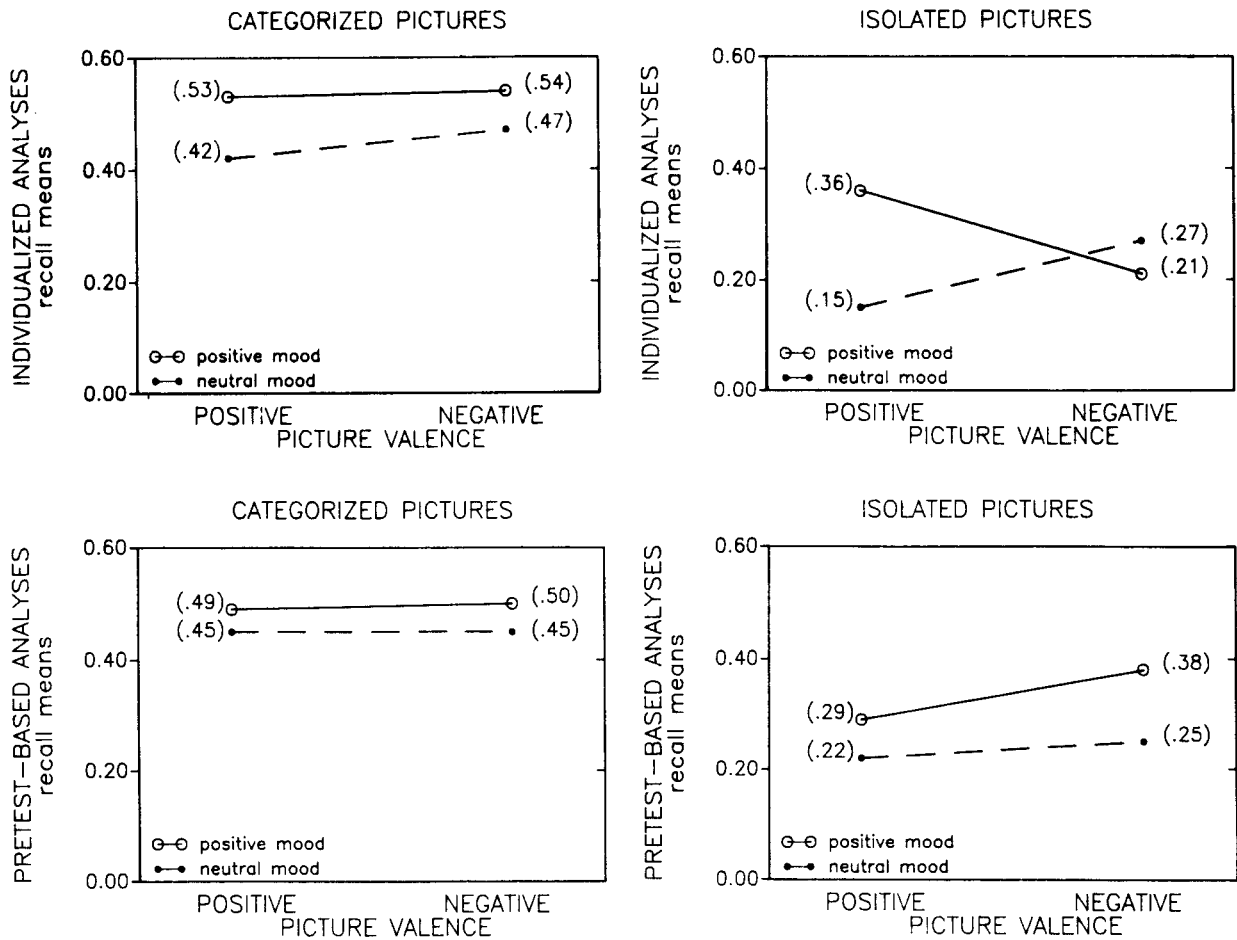 CATEGORIZED PICTURES
INDIVIDUALIZED ANALYSES
recall means
0.60
0.40
0.20
0.00
(.53)
(.54)
(.42)
(.47)
positive mood
neutral mood
POSITIVE NEGATIVE
PICTURE VALENCE
ISOLATED PICTURES
INDIVIDUALIZED ANALYSES
recall means
0.60
0.40
0.20
0.00
(.36)
(.27)
(.21)
(.15)
positive mood
neutral mood
POSITIVE NEGATIVE
PICTURE VALENCE
CATEGORIZED PICTURES
PRETEST-BASED ANALYSES
recall means
0.60
0.40
0.20
0.00
(.49)
(.50)
(.45)
(.45)
positive mood
neutral mood
POSITIVE NEGATIVE
PICTURE VALENCE
ISOLATED PICTURES
PRETEST-BASED ANALYSES
recall means
0.60
0.40
0.20
0.00
(.29)
(.38)
(.22)
(.25)
positive mood
neutral mood
POSITIVE NEGATIVE
PICTURE VALENCE